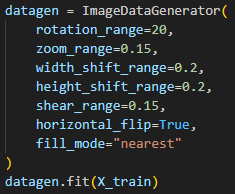 datagen = ImageDataGenerator(
    rotation_range=20,
    zoom_range=0.15,
    width_shift_range=0.2,
    height_shift_range=0.2,
    shear_range=0.15,
    horizontal_flip=True,
    fill_mode="nearest"
)
datagen.fit(X_train)